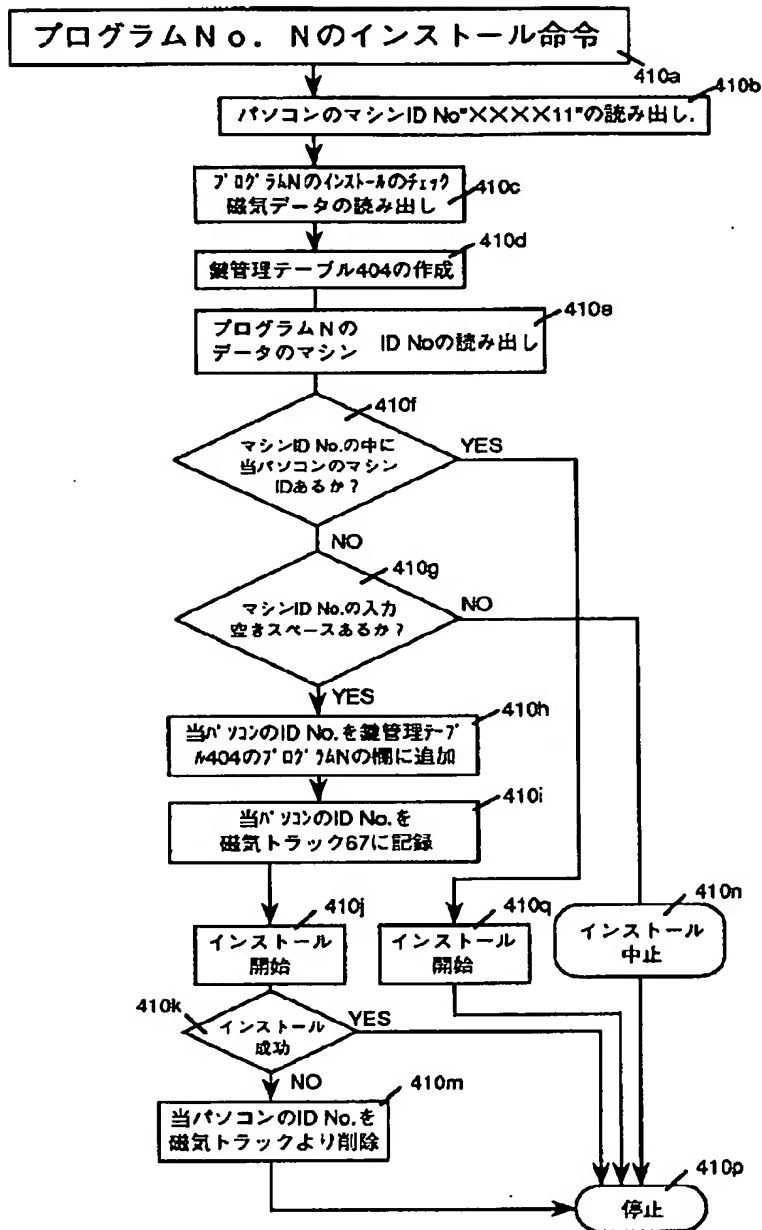 プログラムNo. Nのインストール命令
410a
410b
パソコンのマシンID No"××××11"の読み出し.
プログラムNのインストールのチェック
磁気データの読み出し
410c
410d
鍵管理テーブル404の作成
410e
プログラムNの
データのマシン ID Noの読み出し
410f
マシンID No.の中に
当パソコンのマシン
IDあるか?
YES
NO
410g
マシンID No.の入力
空きスペースあるか?
NO
YES
410h
当パソコンのID No.を鍵管理テーブ
ル404のプログラムNの欄に追加
410i
当パソコンのID No.を
磁気トラック67に記録
410j
インストール
開始
410q
インストール
開始
410n
インストール
中止
410k
インストール
成功
YES
NO
410m
当パソコンのID No.を
磁気トラックより削除
410p
停止